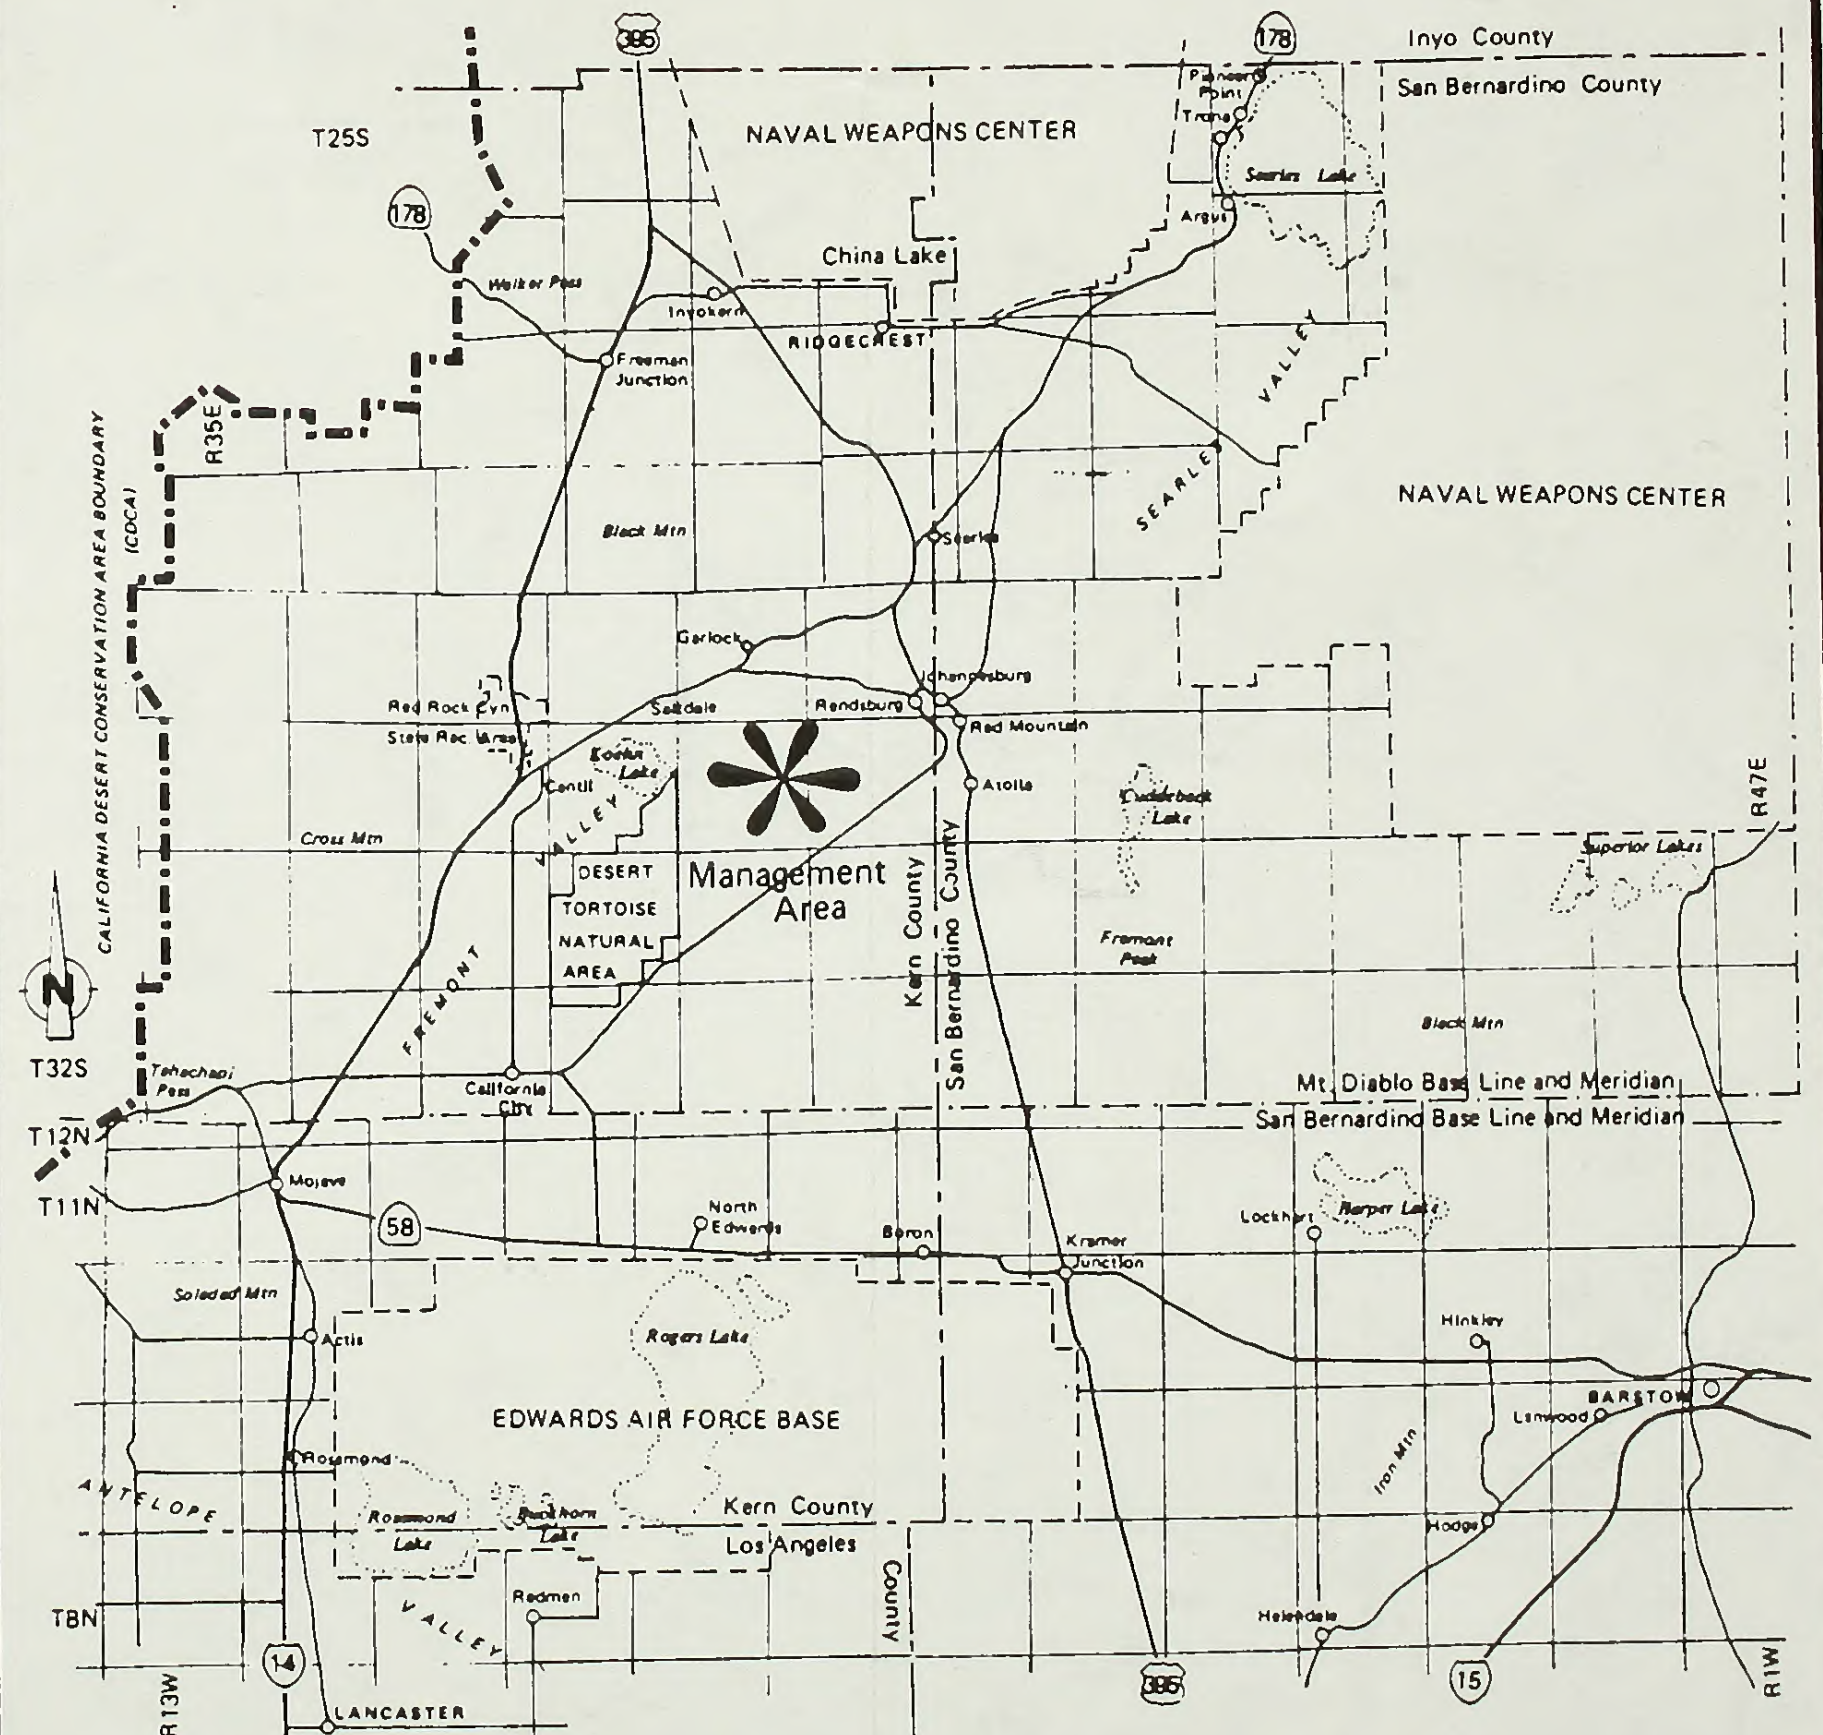 395
178
Inyo County
San Bernardino County
Pioneer
Point
Trona
T25S
NAVAL WEAPONS CENTER
Searles Lake
178
Argus
China Lake
Walker Pass
Inyokern
RIDGECREST
Freeman
Junction
VALLEY
R35E
CALIFORNIA DESERT CONSERVATION AREA BOUNDARY
(CDCA)
SEARLES
NAVAL WEAPONS CENTER
Black Mtn
Searles
Garlock
Johannesburg
Red Rock Cyn
State Rec. Area
Saltdale
Randsburg
Red Mountain
Koehn
Lake
Cantil
Atolia
Cuddeback
Lake
R47E
Cross Mtn
VALLEY
Superior Lakes
DESERT
TORTOISE
NATURAL
AREA
Management
Area
Kern County
San Bernardino County
Fremont
Peak
FREMONT
N
Black Mtn
T32S
Tehachapi
Pass
California
City
Mt. Diablo Base Line and Meridian
San Bernardino Base Line and Meridian
T12N
Mojave
T11N
58
North
Edwards
Boron
Kramer
Junction
Lockhart
Harper Lake
Soledad Mtn
Actis
Rogers Lake
Hinkley
EDWARDS AIR FORCE BASE
BARSTOW
Lenwood
Iron Mtn
Rosamond
ANTELOPE
Rosamond
Lake
Buckhorn
Lake
Kern County
Los Angeles
County
Hodge
T8N
VALLEY
Redman
Helendale
14
395
15
R13W
R1W
LANCASTER